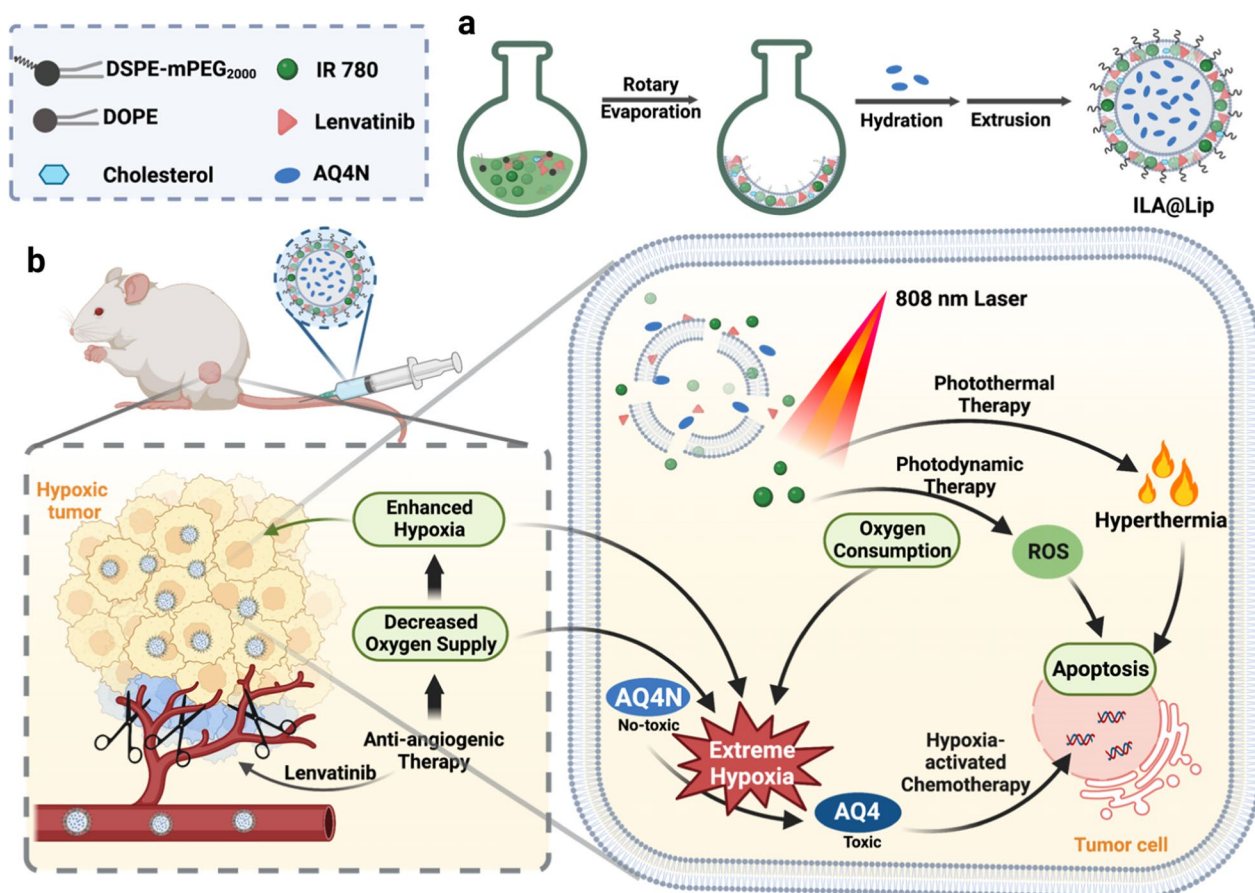 DSPE-mPEG2000
IR 780
DOPE
Lenvatinib
Cholesterol
AQ4N
a
Rotary
Evaporation
Hydration
Extrusion
ILA@Lip
b
Hypoxic
tumor
Enhanced
Hypoxia
Decreased
Oxygen Supply
Anti-angiogenic
Therapy
Lenvatinib
808 nm Laser
Photothermal
Therapy
Photodynamic
Therapy
Hyperthermia
Oxygen
Consumption
ROS
Apoptosis
AQ4N
No-toxic
Extreme
Hypoxia
Hypoxia-
activated
Chemotherapy
AQ4
Toxic
Tumor cell